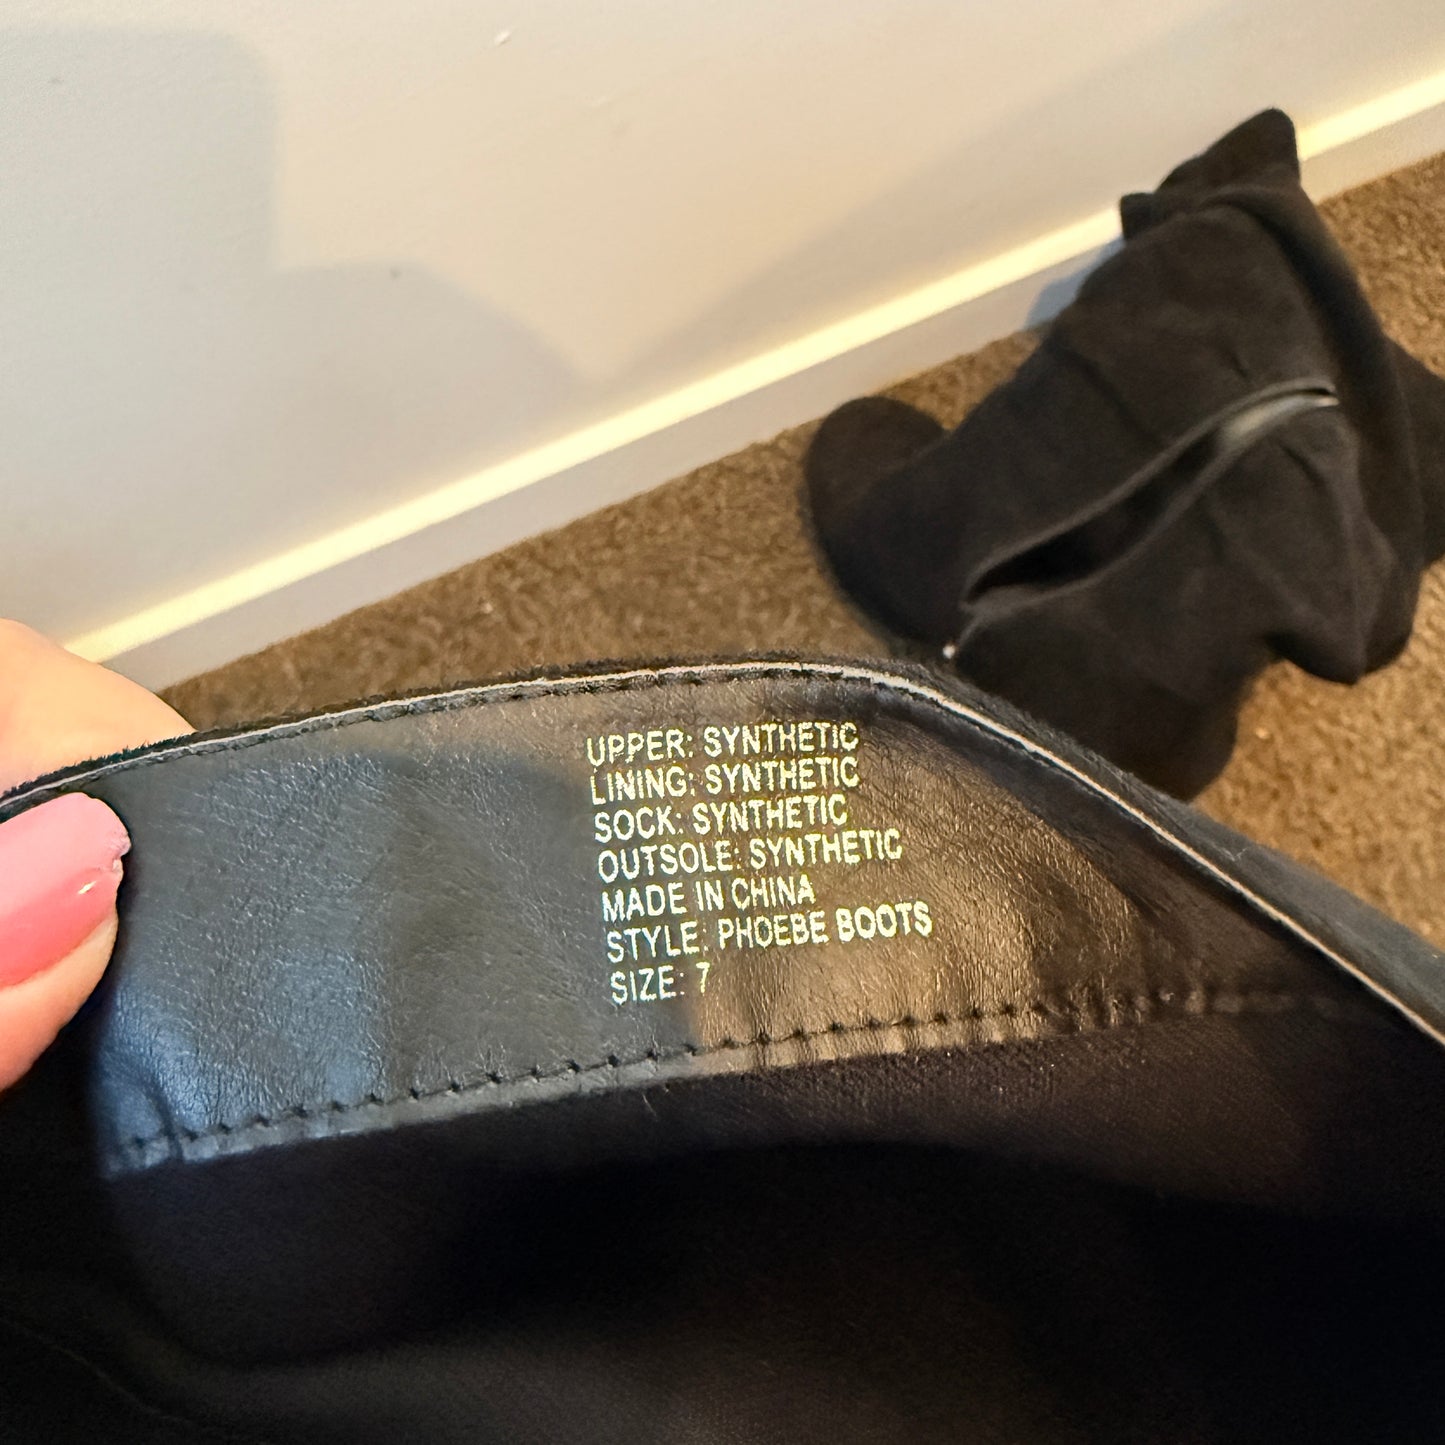 UPPER: SYNTHETIC
LINING: SYNTHETIC
SOCK: SYNTHETIC
OUTSOLE: SYNTHETIC
MADE IN CHINA
STYLE: PHOEBE BOOTS
SIZE: 7